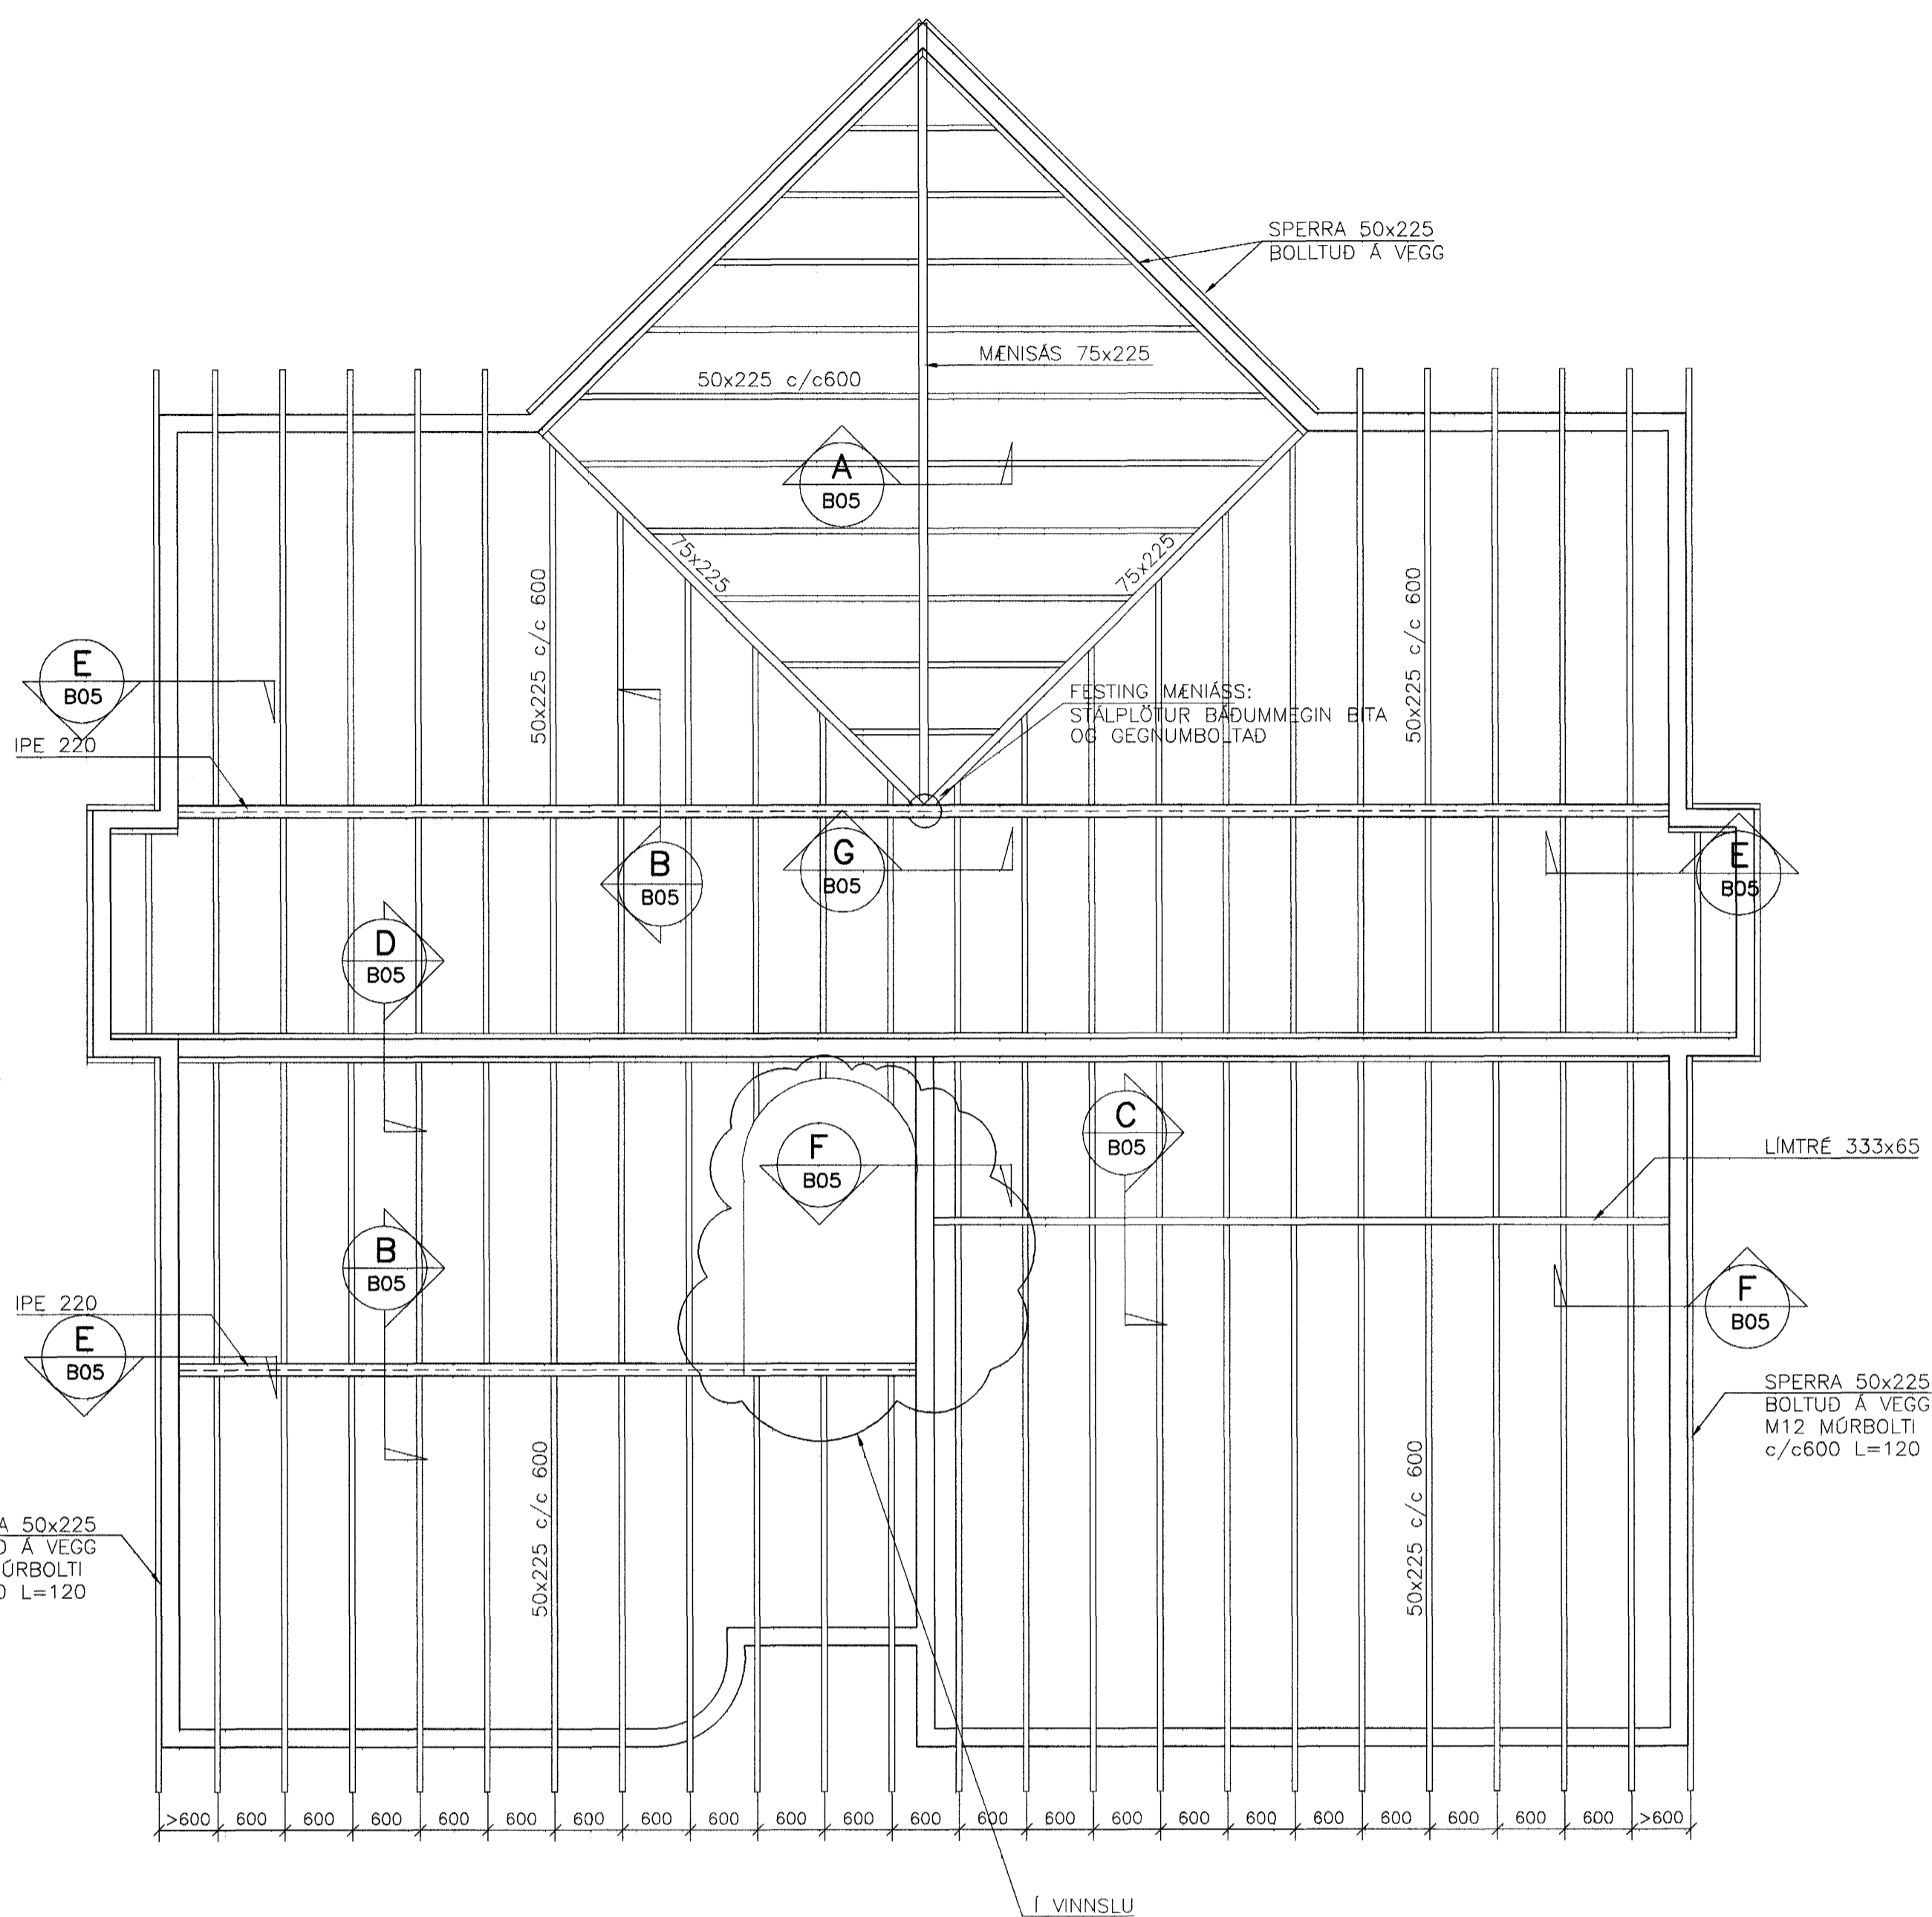 SPERRA 50x225
BOLLTUÐ Á VEGG
MÆNISÁS 75x225
50x225 c/c600
A
B05
75x225
75x225
50x225 c/c 600
50x225 c/c 600
E
B05
FESTING MÆNIÁSS:
STÁLPLÖTUR BÁÐUMMEGIN BITA
OG GEGNUMBOLTAÐ
IPE 220
B
B05
G
B05
E
B05
D
B05
C
B05
F
B05
LÍMTRÉ 333x65
B
B05
IPE 220
E
B05
F
B05
SPERRA 50x225
BOLTUÐ Á VEGG
M12 MÚRBOLTI
c/c600 L=120
50x225 c/c 600
50x225 c/c 600
A 50x225
Ð Á VEGG
ÚRBOLTI
0 L=120
>600 600 600 600 600 600 600 600 600 600 600 600 600 600 600 600 600 600 600 600 600 600 >600
Í VINNSLU